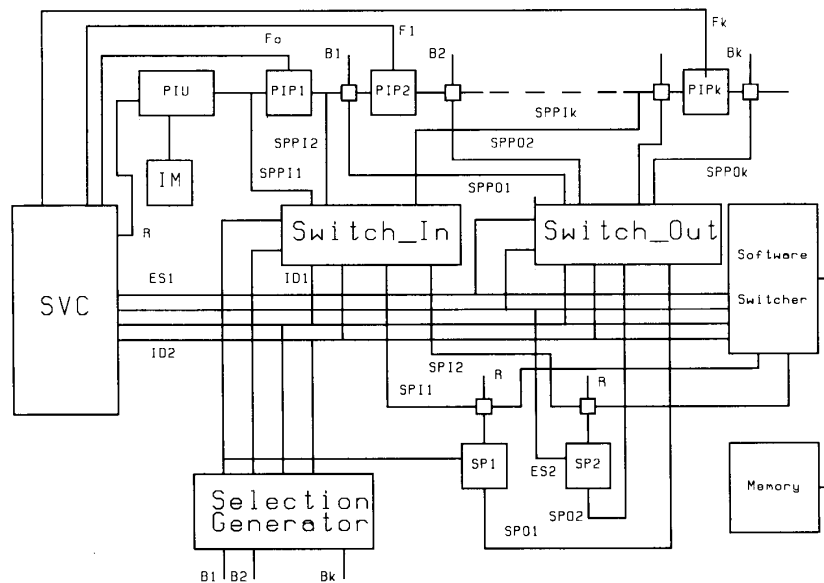 Fk
F1
Fo
B1
B2
Bk
PIU
PIP1
PIP2
PIPk
SPPIk
SPPI2
SPPO2
IM
SPPI1
SPPO1
SPPOk
R
Switch_In
Switch_Out
Software
Switcher
ES1
ID1
SVC
ID2
SPI2
R
R
SPI1
SP1
ES2
SP2
Memory
Selection
Generator
SPO2
SPO1
B1
B2
Bk